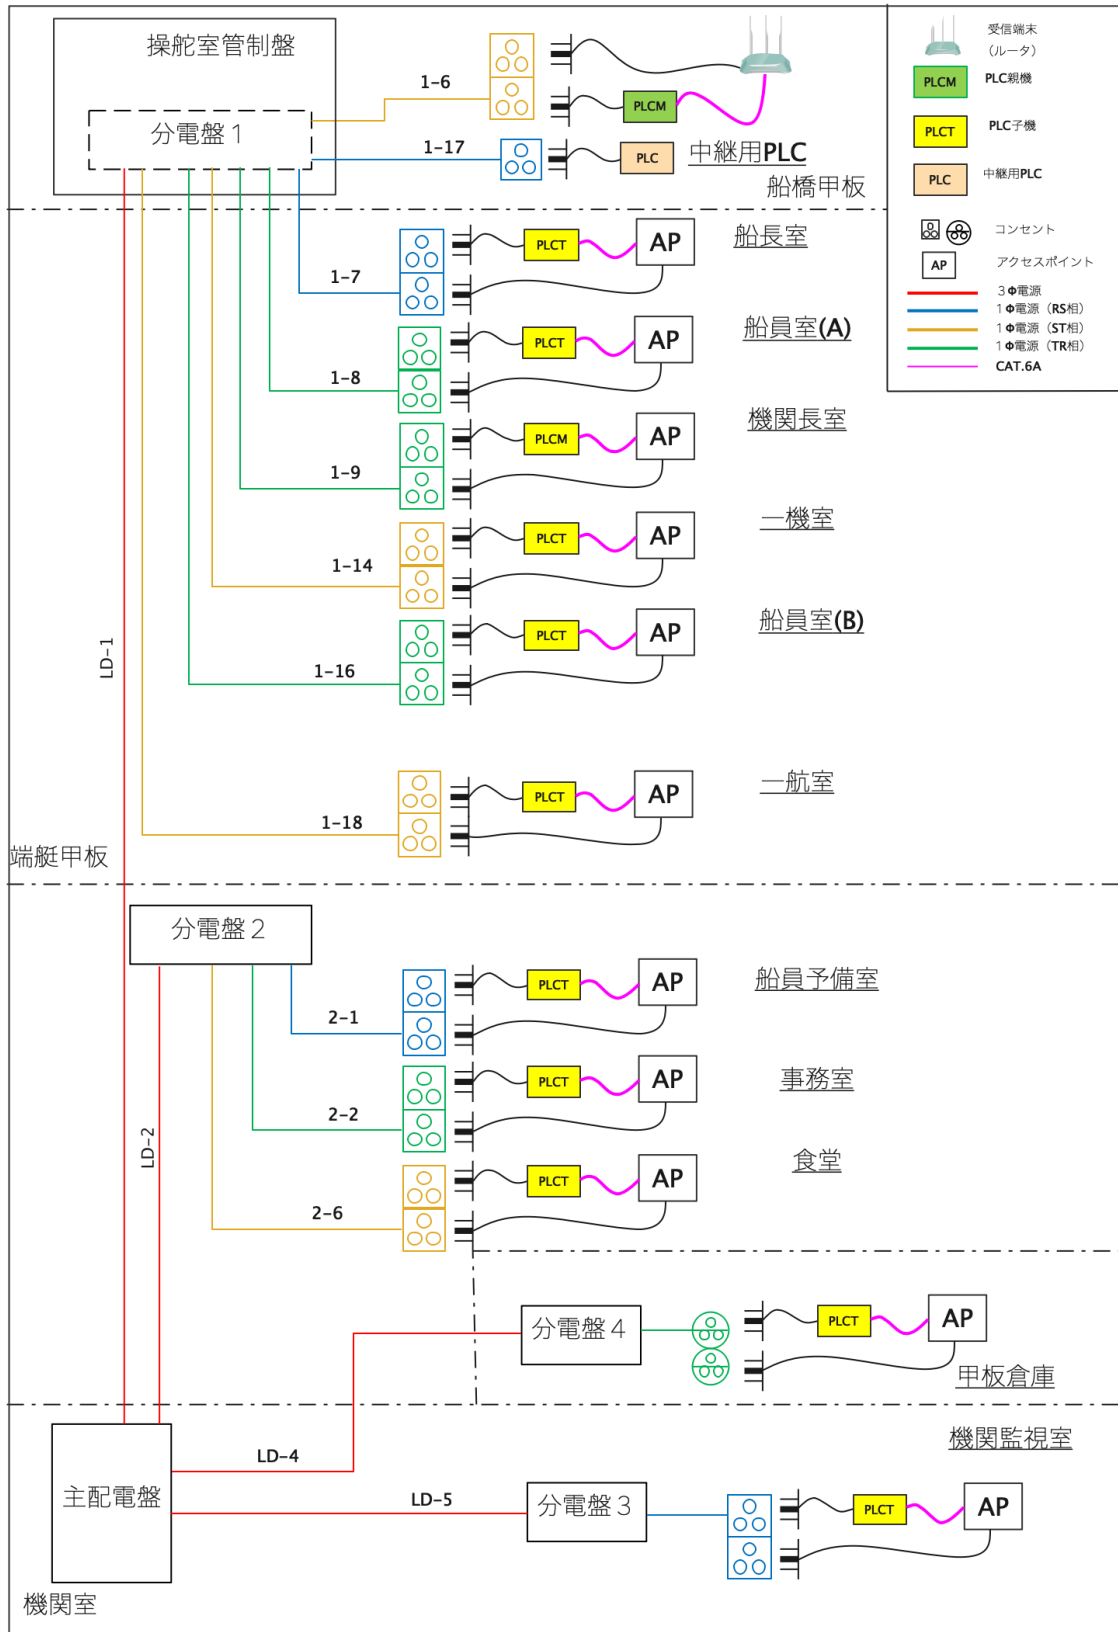 操舵室管制盤
分電盤１
1-6
PLCM
1-17
PLC
中継用PLC
船橋甲板
受信端末
（ルータ）
PLCM
PLC親機
PLCT
PLC子機
PLC
中継用PLC
コンセント
AP
アクセスポイント
３Φ電源
１Φ電源（RS相）
１Φ電源（ST相）
１Φ電源（TR相）
CAT.6A
1-7
PLCT
AP
船長室
1-8
PLCT
AP
船員室(A)
1-9
PLCM
AP
機関長室
1-14
PLCT
AP
一機室
1-16
PLCT
AP
船員室(B)
LD-1
1-18
PLCT
AP
一航室
端艇甲板
分電盤２
2-1
PLCT
AP
船員予備室
2-2
PLCT
AP
事務室
LD-2
2-6
PLCT
AP
食堂
分電盤４
PLCT
AP
甲板倉庫
主配電盤
LD-4
LD-5
分電盤３
PLCT
AP
機関監視室
機関室